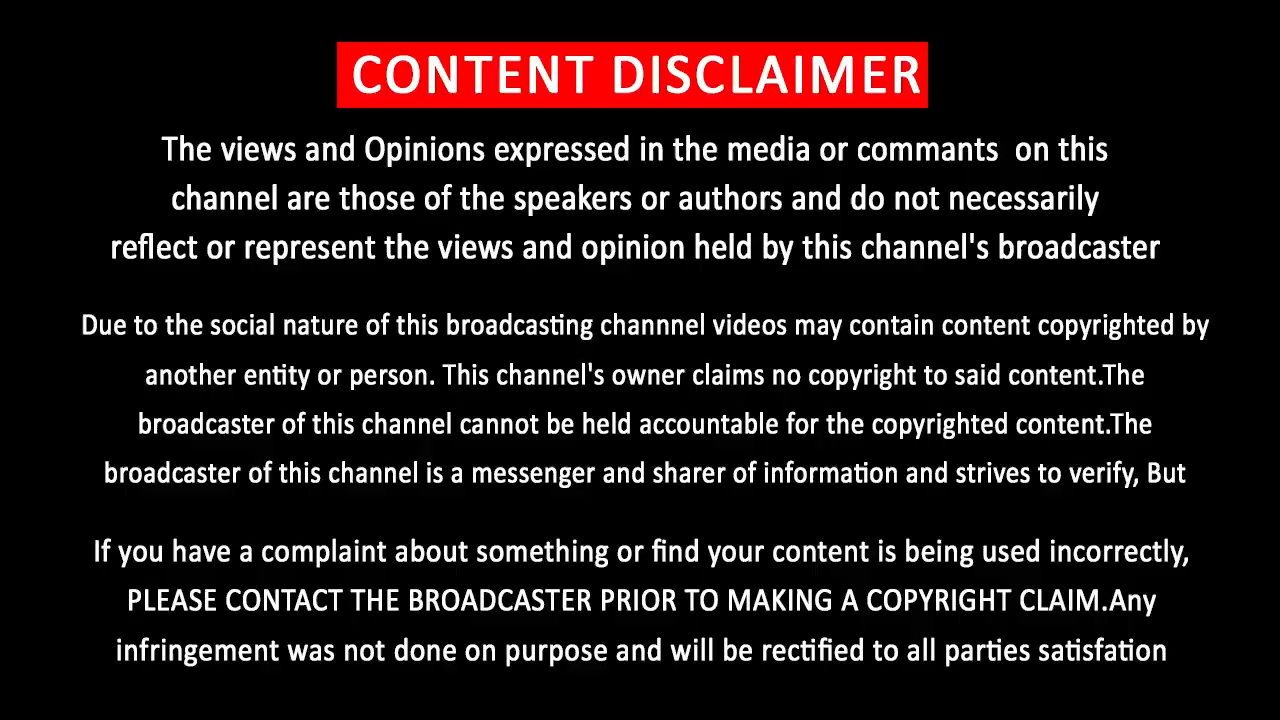 CONTENT DISCLAIMER
The views and Opinions expressed in the media or commants on this
channel are those of the speakers or authors and do not necessarily
reflect or represent the views and opinion held by this channel's broadcaster
Due to the social nature of this broadcasting channnel videos may contain content copyrighted by
another entity or person. This channel's owner claims no copyright to said content.The
broadcaster of this channel cannot be held accountable for the copyrighted content.The
broadcaster of this channel is a messenger and sharer of information and strives to verify, But
If you have a complaint about something or find your content is being used incorrectly,
PLEASE CONTACT THE BROADCASTER PRIOR TO MAKING A COPYRIGHT CLAIM.Any
infringement was not done on purpose and will be rectified to all parties satisfation